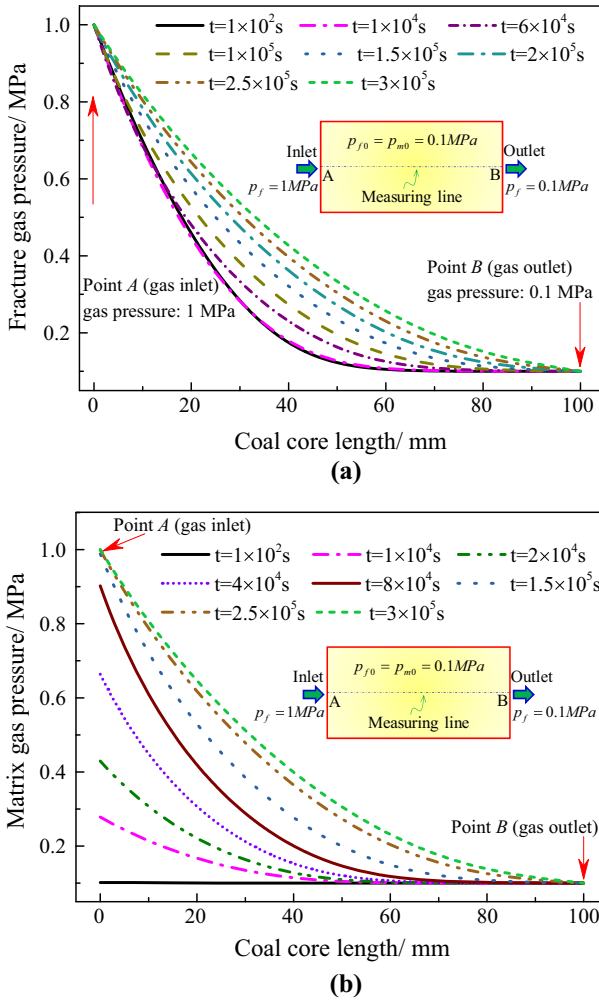 (a)
t=1×10²s t=1×10⁴s t=6×10⁴s
t=1×10⁵s t=1.5×10⁵s t=2×10⁵s
t=2.5×10⁵s t=3×10⁵s
Fracture gas pressure/ MPa
1.0
0.8
0.6
0.4
0.2
p_f0 = p_m0 = 0.1MPa
Inlet
A
p_f = 1MPa
Measuring line
Outlet
B
p_f = 0.1MPa
Point A (gas inlet)
gas pressure: 1 MPa
Point B (gas outlet)
gas pressure: 0.1 MPa
0 20 40 60 80 100
Coal core length/ mm
(a)
Point A (gas inlet)
t=1×10²s t=1×10⁴s t=2×10⁴s
t=4×10⁴s t=8×10⁴s t=1.5×10⁵s
t=2.5×10⁵s t=3×10⁵s
Matrix gas pressure/ MPa
1.0
0.8
0.6
0.4
0.2
p_f0 = p_m0 = 0.1MPa
Inlet
A
p_f = 1MPa
Measuring line
Outlet
B
p_f = 0.1MPa
Point B (gas outlet)
0 20 40 60 80 100
Coal core length/ mm
(b)